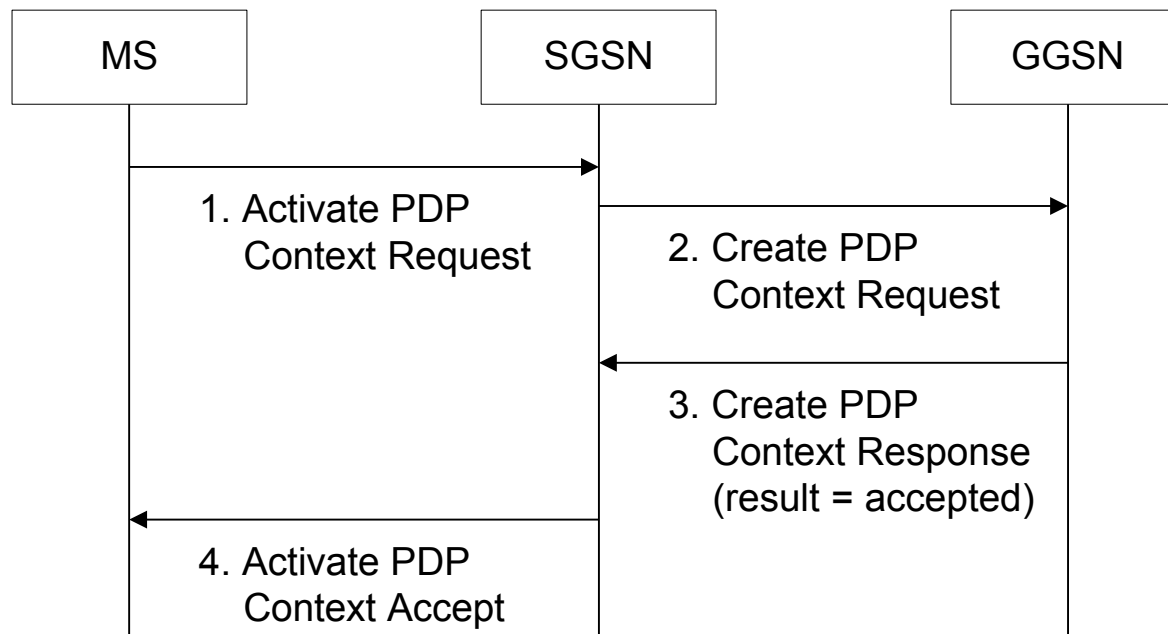 MS
SGSN
GGSN
1. Activate PDP
Context Request
2. Create PDP
Context Request
3. Create PDP
Context Response
(result = accepted)
4. Activate PDP
Context Accept